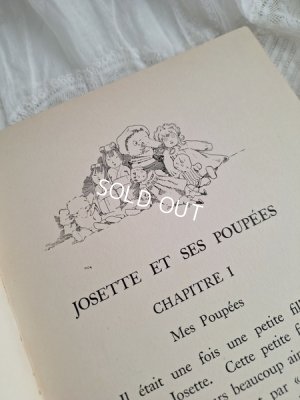 SOLD OUT
JOSETTE ET SES POUPÉES
CHAPITRE I
Mes Poupées
Il était une fois une petite
Josette. Cette petite
beaucoup
par «